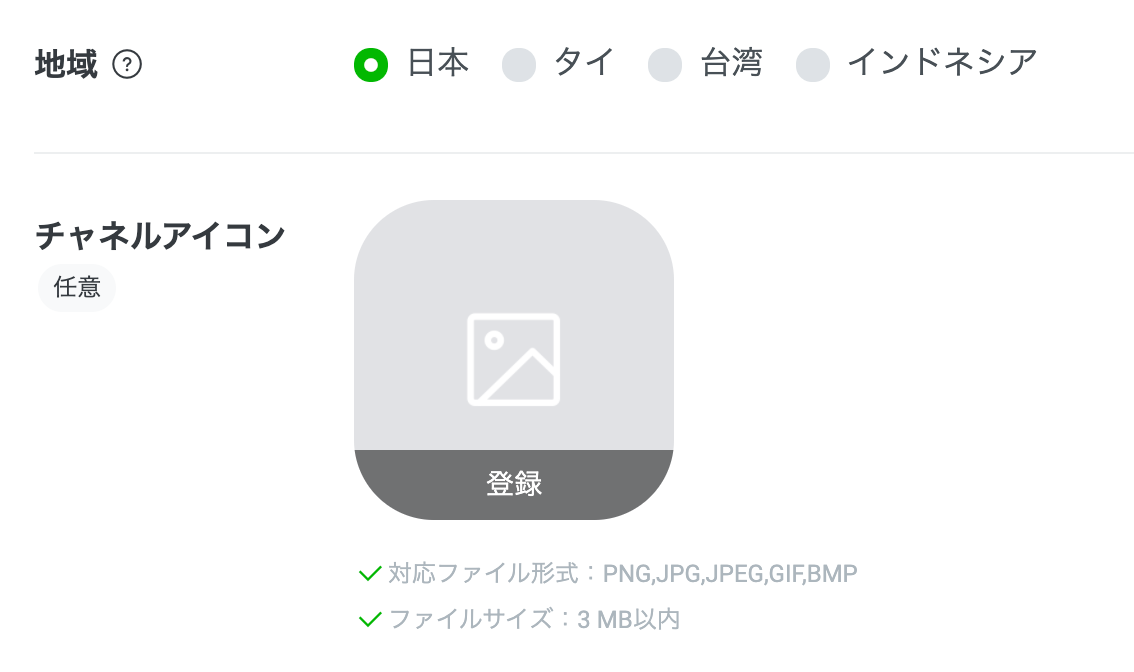 地域 ? 日本 タイ 台湾 インドネシア
チャネルアイコン
任意
登録
対応ファイル形式：PNG,JPG,JPEG,GIF,BMP
ファイルサイズ：3 MB以内